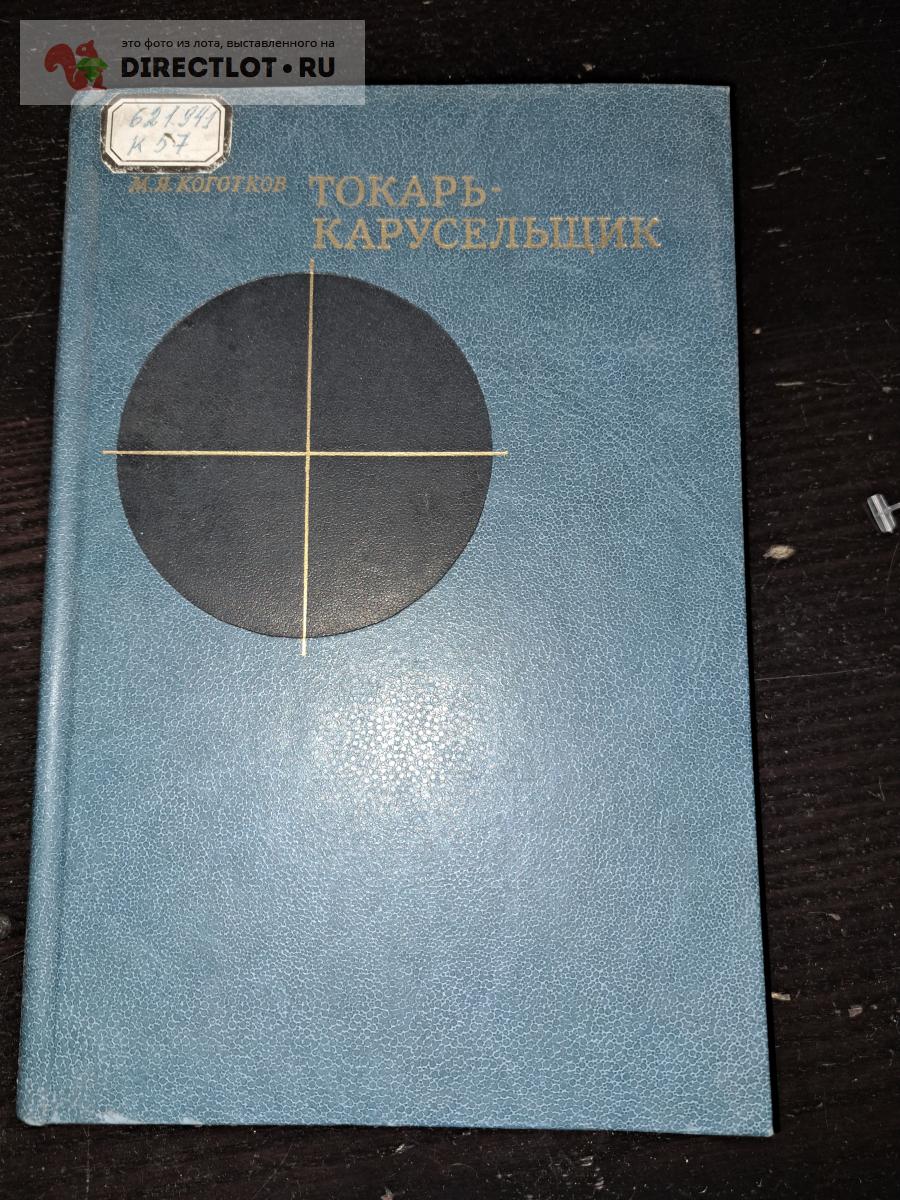 это фото из лота, выставленного на
DIRECTLOT•RU
621.941
К 57
М.Я. КОГОТКОВ
ТОКАРЬ-
КАРУСЕЛЬЩИК